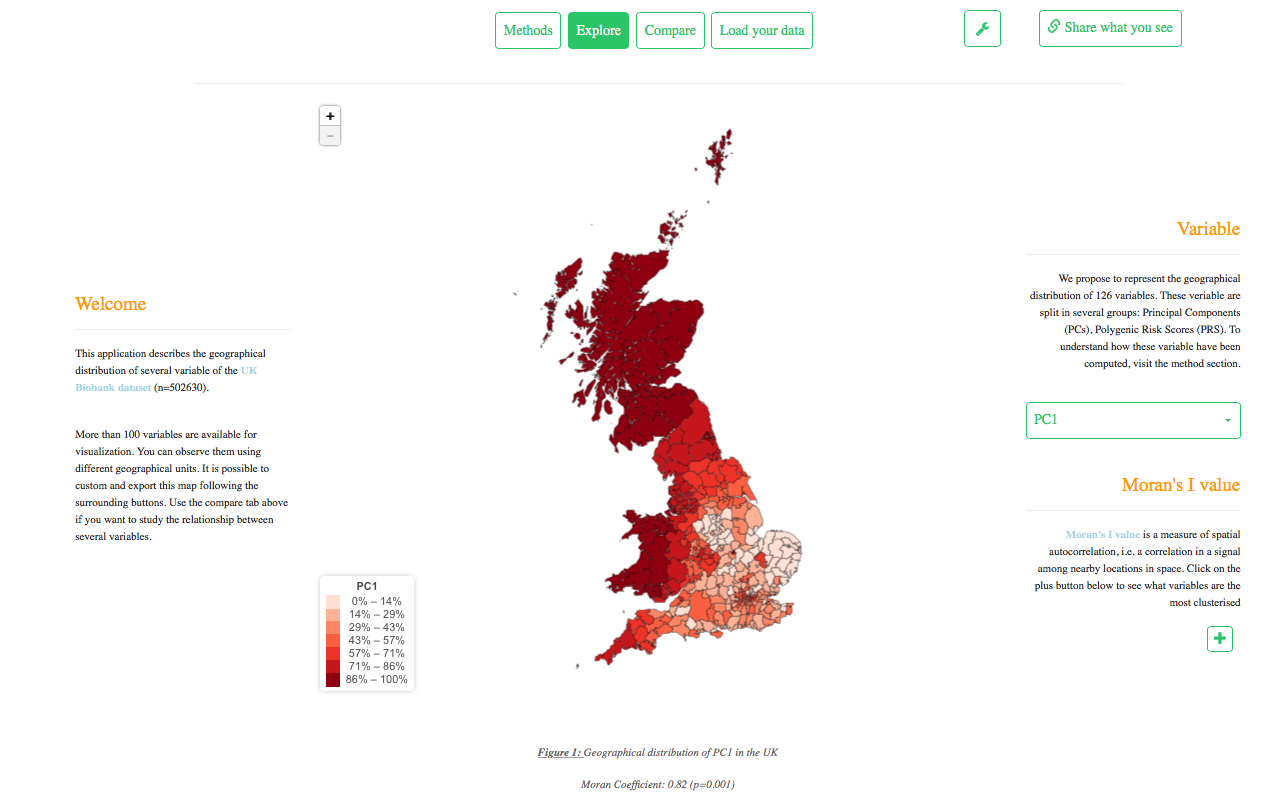 Methods
Explore
Compare
Load your data
Share what you see
+
−
Welcome
This application describes the geographical
distribution of several variable of the UK
Biobank dataset (n=502630).
More than 100 variables are available for
visualization. You can observe them using
different geographical units. It is possible to
custom and export this map following the
surrounding buttons. Use the compare tab above
if you want to study the relationship between
several variables.
PC1
0% – 14%
14% – 29%
29% – 43%
43% – 57%
57% – 71%
71% – 86%
86% – 100%
Variable
We propose to represent the geographical
distribution of 126 variables. These veriable are
split in several groups: Principal Components
(PCs), Polygenic Risk Scores (PRS). To
understand how these variable have been
computed, visit the method section.
PC1
Moran's I value
Moran's I value is a measure of spatial
autocorrelation, i.e. a correlation in a signal
among nearby locations in space. Click on the
plus button below to see what variables are the
most clusterised
Figure 1: Geographical distribution of PC1 in the UK
Moran Coefficient: 0.82 (p=0.001)